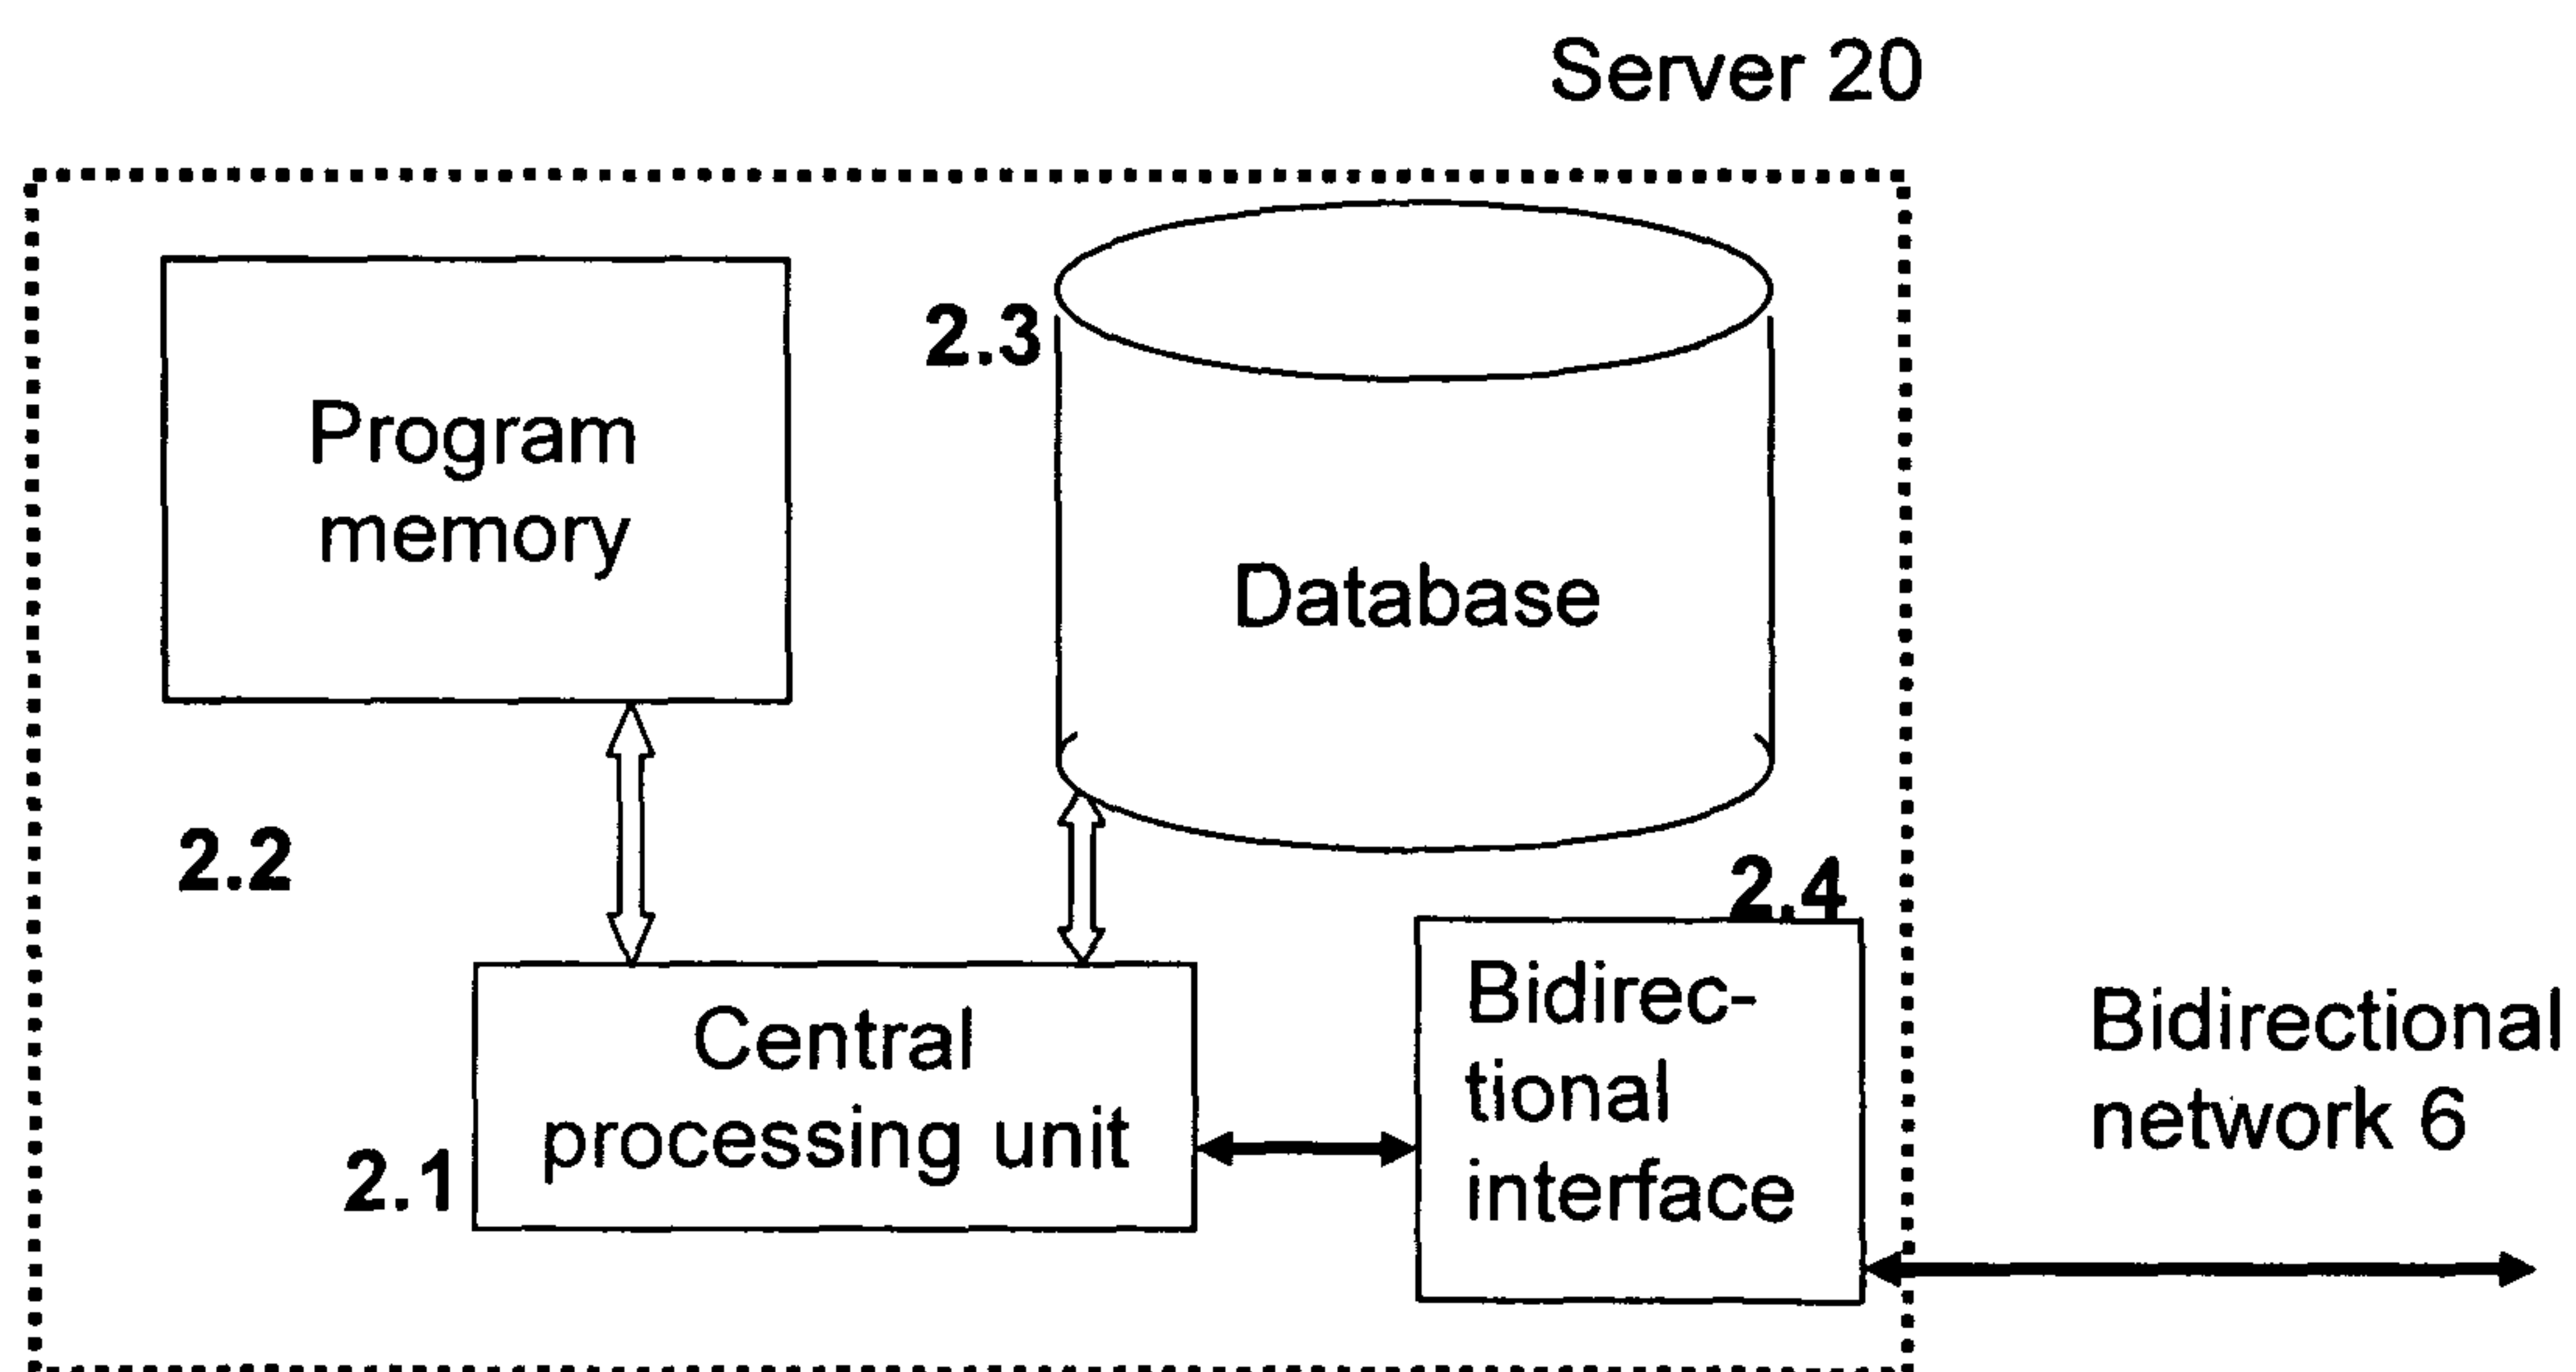 Server 20
2.3
Program
memory
Database
2.2
2.4
Central
processing unit
2.1
Bidirec-
tional
interface
Bidirectional
network 6